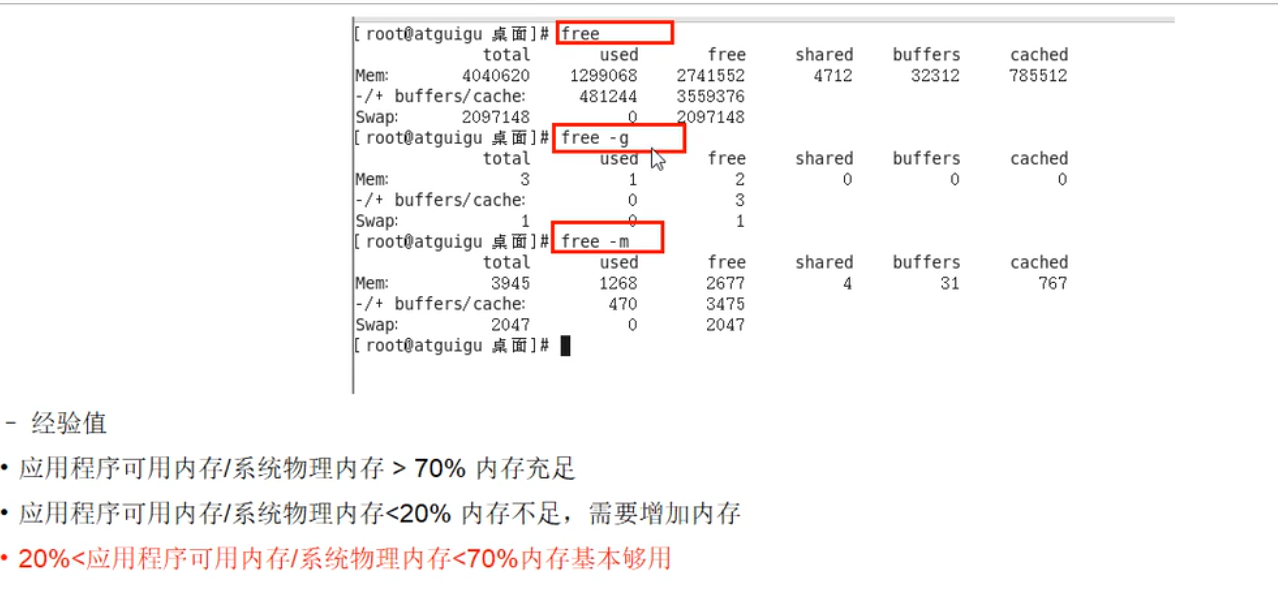 [root@atguigu 桌面]# free
total used free shared buffers cached
Mem: 4040620 1299068 2741552 4712 32312 785512
-/+ buffers/cache: 481244 3559376
Swap: 2097148 0 2097148
[root@atguigu 桌面]# free -g
total used free shared buffers cached
Mem: 3 1 2 0 0 0
-/+ buffers/cache: 0 3
Swap: 1 0 1
[root@atguigu 桌面]# free -m
total used free shared buffers cached
Mem: 3945 1268 2677 4 31 767
-/+ buffers/cache: 470 3475
Swap: 2047 0 2047
[root@atguigu 桌面]#
- 经验值
• 应用程序可用内存/系统物理内存 > 70% 内存充足
• 应用程序可用内存/系统物理内存<20% 内存不足，需要增加内存
• 20%<应用程序可用内存/系统物理内存<70%内存基本够用